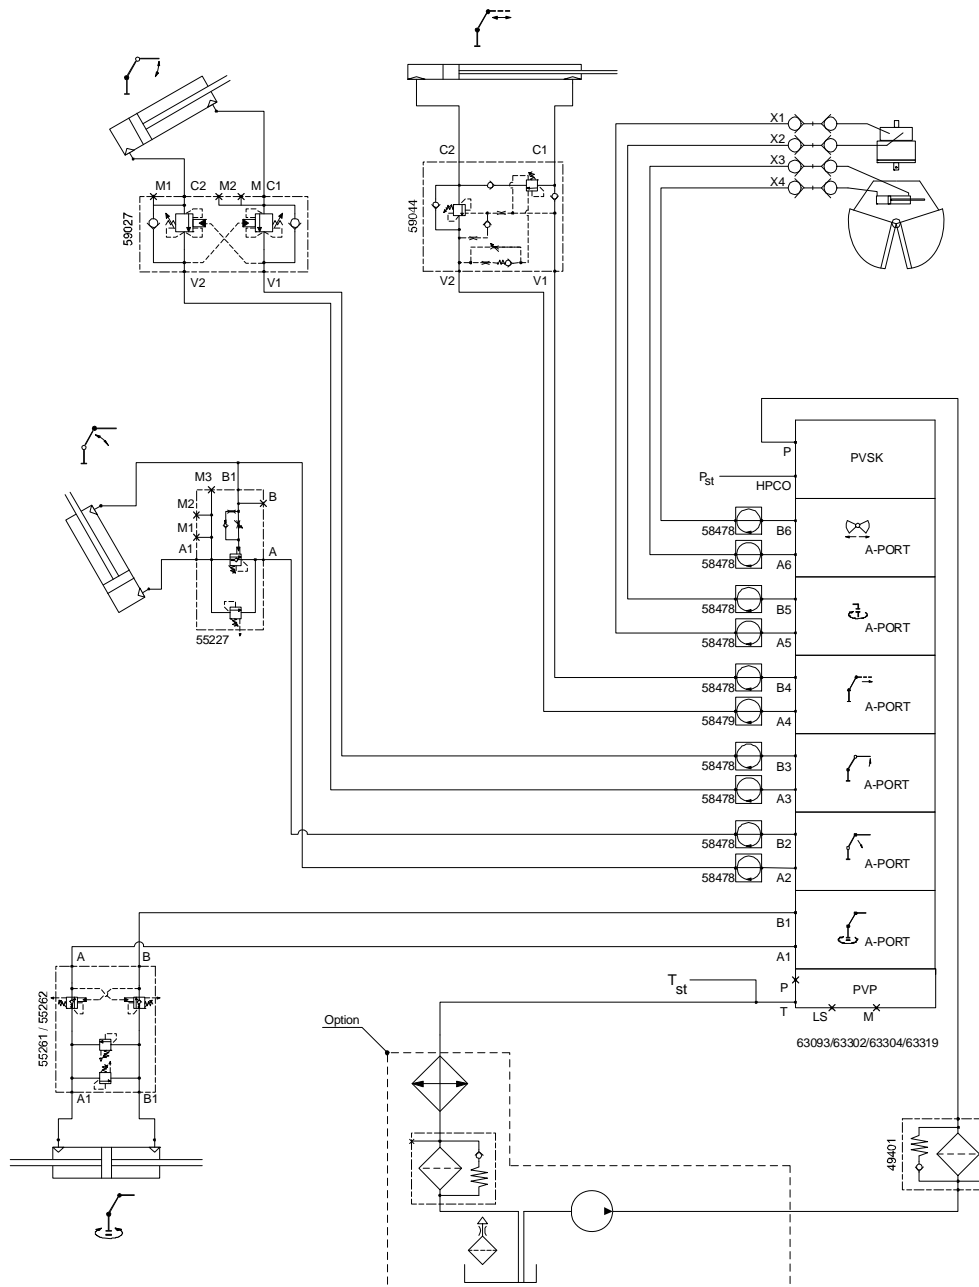 X1
X2
X3
X4
C2 C1
M1 C2 M2 M C1
59027
59044
V2 V1
V2 V1
P
PVSK
Pst
HPCO
M3 B1
B
M2
M1
A1 A
55227
58478 B6
A-PORT
58478 A6
58478 B5
A-PORT
58478 A5
58478 B4
A-PORT
58479 A4
58478 B3
A-PORT
58478 A3
58478 B2
A-PORT
58478 A2
B1
A-PORT
A1
A B
Tst
P
PVP
T
LS M
55261 / 55262
Option
63093/63302/63304/63319
A1 B1
49401